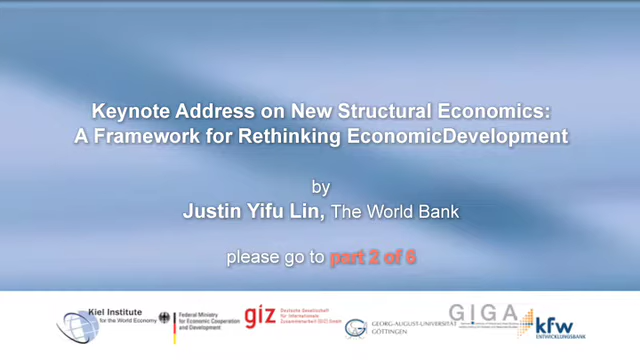 Keynote Address on New Structural Economics:
A Framework for Rethinking EconomicDevelopment
by
Justin Yifu Lin, The World Bank
please go to part 2 of 6
Kiel Institute
for the World Economy
Federal Ministry
for Economic Cooperation
and Development
giz
Deutsche Gesellschaft
für Internationale
Zusammenarbeit (GIZ) GmbH
GEORG-AUGUST-UNIVERSITÄT
GÖTTINGEN
GIGA
kfw
ENTWICKLUNGSBANK